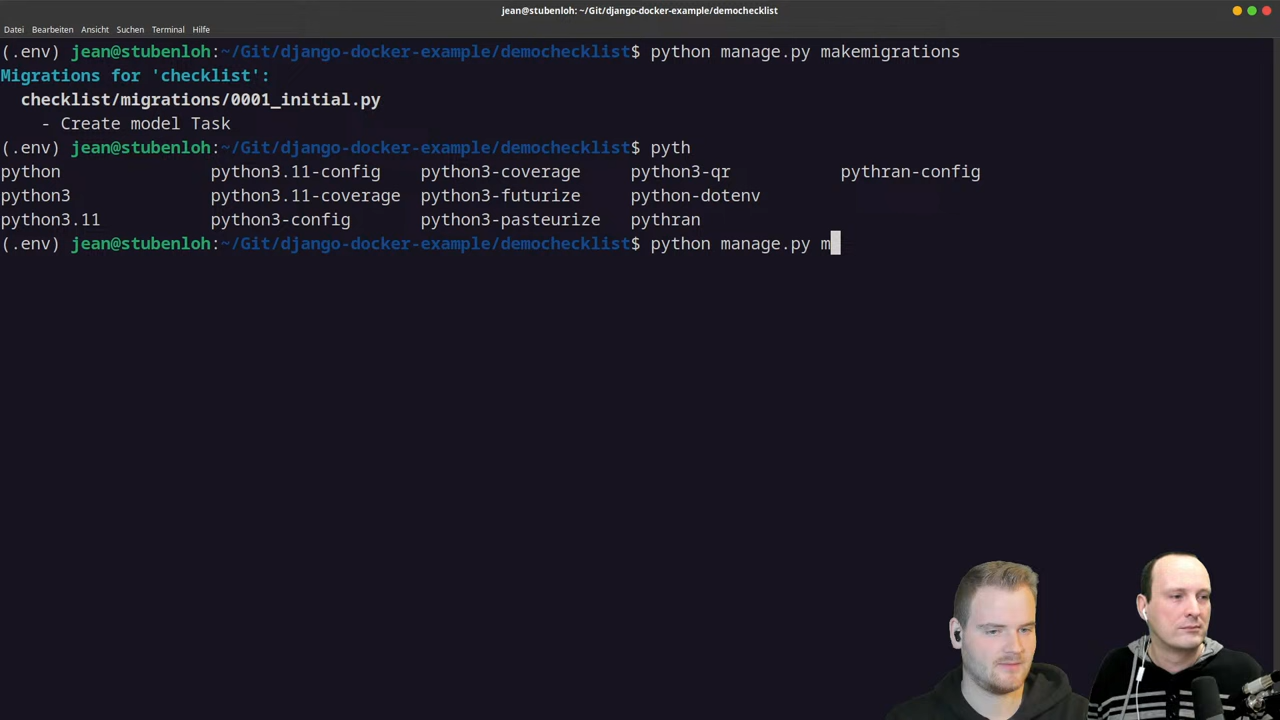 jean@stubenloh: ~/Git/django-docker-example/demochecklist
Datei Bearbeiten Ansicht Suchen Terminal Hilfe
(.env) jean@stubenloh:~/Git/django-docker-example/demochecklist$ python manage.py makemigrations
Migrations for 'checklist':
checklist/migrations/0001_initial.py
- Create model Task
(.env) jean@stubenloh:~/Git/django-docker-example/demochecklist$ pyth
python python3.11-config python3-coverage python3-qr pythran-config
python3 python3.11-coverage python3-futurize python-dotenv
python3.11 python3-config python3-pasteurize pythran
(.env) jean@stubenloh:~/Git/django-docker-example/demochecklist$ python manage.py m